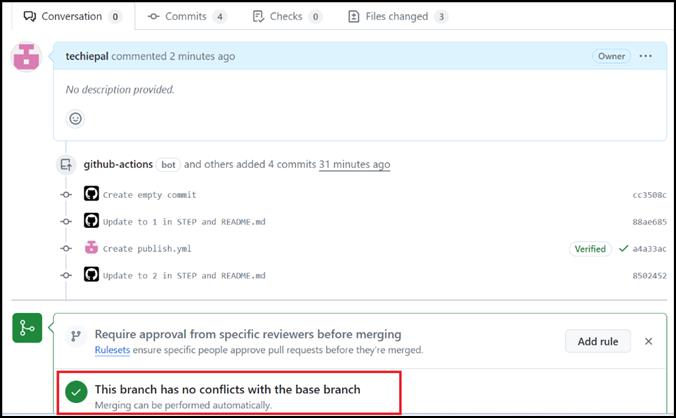 Conversation 0 Commits 4 Checks 0 Files changed 3
techiepal commented 2 minutes ago Owner
No description provided.
github-actions bot and others added 4 commits 31 minutes ago
Create empty commit cc3508c
Update to 1 in STEP and README.md 88ae685
Create publish.yml Verified a4a33ac
Update to 2 in STEP and README.md 8502452
Require approval from specific reviewers before merging
Rulesets ensure specific people approve pull requests before they're merged.
Add rule
This branch has no conflicts with the base branch
Merging can be performed automatically.